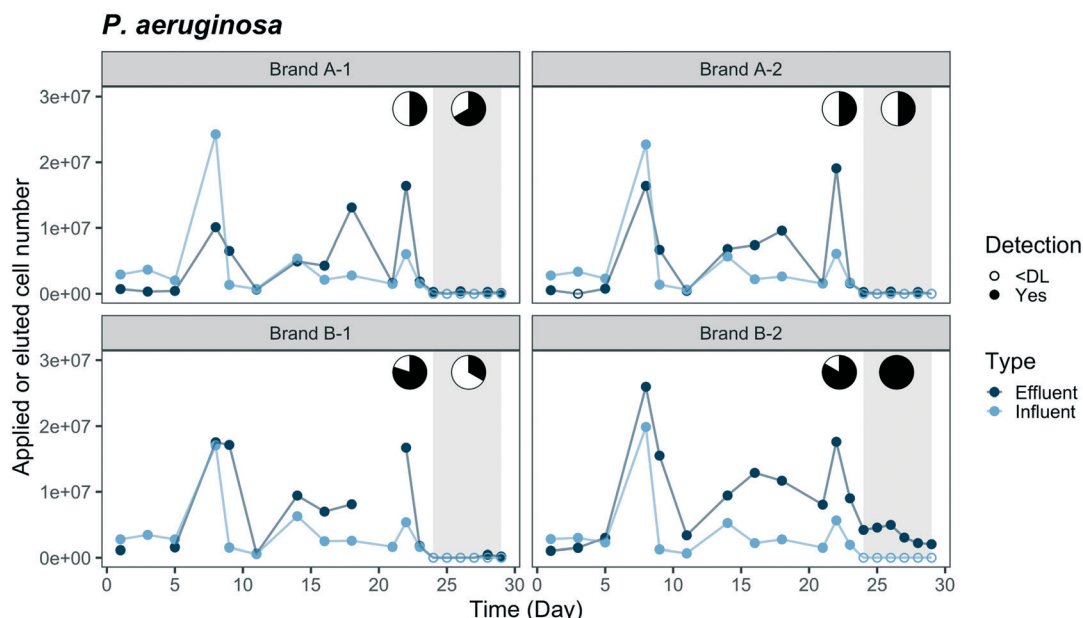 P. aeruginosa
Brand A-1
Brand A-2
3e+07
2e+07
1e+07
0e+00
Brand B-1
Brand B-2
3e+07
2e+07
1e+07
0e+00
0 5 10 15 20 25 30
0 5 10 15 20 25 30
Applied or eluted cell number
Time (Day)
Detection
<DL
Yes
Type
Effluent
Influent